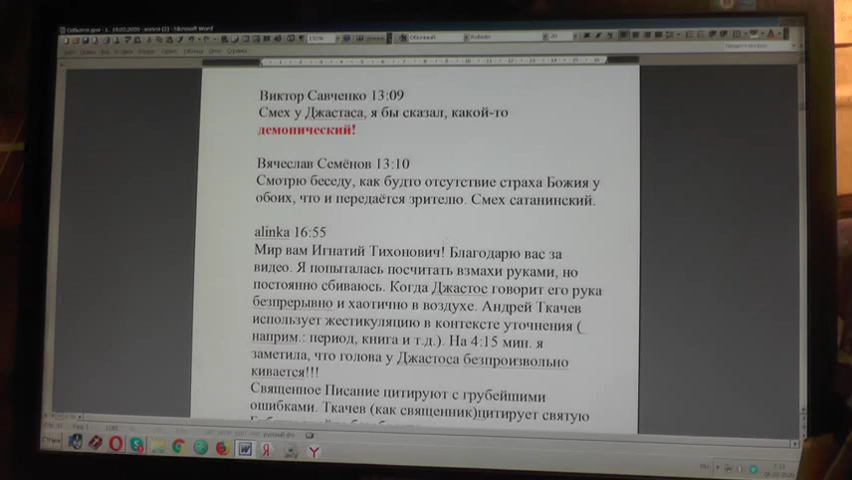 Виктор Савченко 13:09
Смех у Джастаса, я бы сказал, какой-то
демонический!
Вячеслав Семёнов 13:10
Смотрю беседу, как будто отсутствие страха Божия у
обоих, что и передаётся зрителю. Смех сатанинский.
alinka 16:55
Мир вам Игнатий Тихонович! Благодарю вас за
видео. Я попыталась посчитать взмахи руками, но
постоянно сбиваюсь. Когда Джастос говорит его рука
безпрерывно и хаотично в воздухе. Андрей Ткачев
использует жестикуляцию в контексте уточнения (
наприм.: период, книга и т.д.). На 4:15 мин. я
заметила, что голова у Джастоса безпроизвольно
кивается!!!
Священное Писание цитируют с грубейшими
ошибками. Ткачев (как священник)цитирует святую